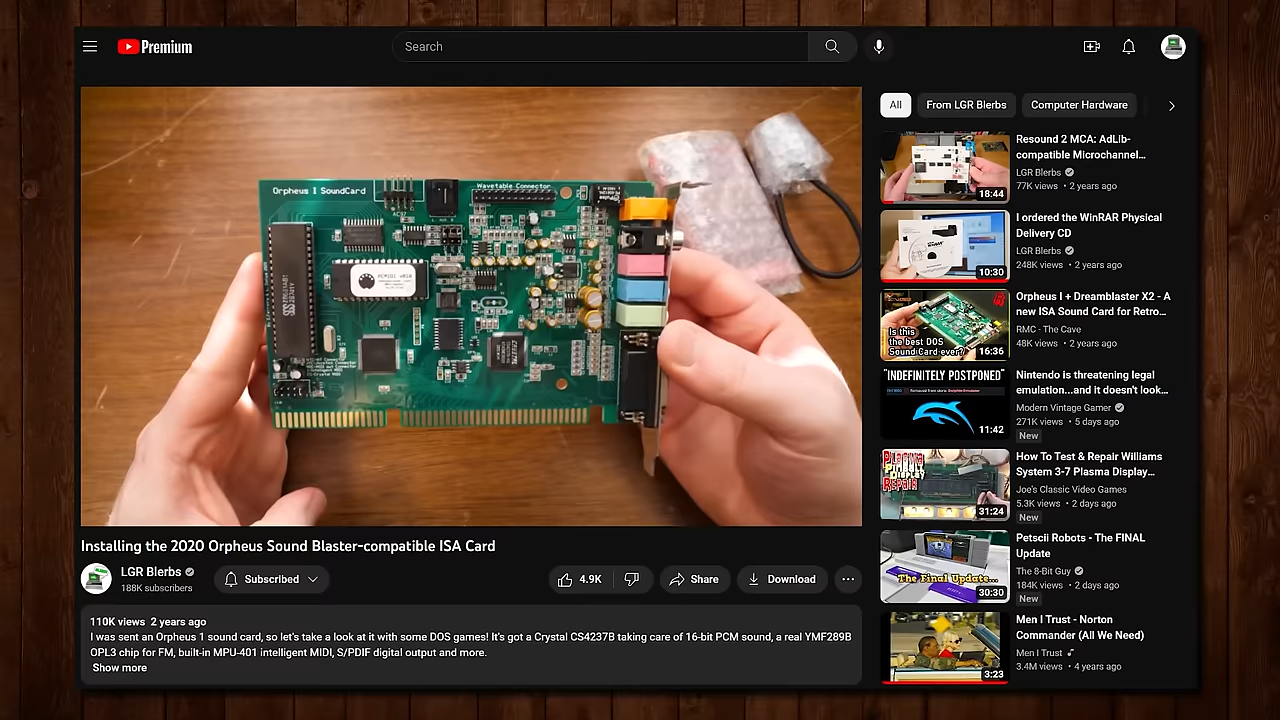 Premium
Search
Orpheus I SoundCard
AC97
Wavetable Connector
PCMIDI
CRYSTAL
Installing the 2020 Orpheus Sound Blaster-compatible ISA Card
LGR Blerbs
188K subscribers
Subscribed
4.9K
Share
Download
110K views 2 years ago
I was sent an Orpheus 1 sound card, so let's take a look at it with some DOS games! It's got a Crystal CS4237B taking care of 16-bit PCM sound, a real YMF289B
OPL3 chip for FM, built-in MPU-401 intelligent MIDI, S/PDIF digital output and more.
Show more
All
From LGR Blerbs
Computer Hardware
18:44
Resound 2 MCA: AdLib-
compatible Microchannel...
LGR Blerbs
77K views • 2 years ago
10:30
I ordered the WinRAR Physical
Delivery CD
LGR Blerbs
248K views • 2 years ago
Is this
the best DOS
Sound Card ever?
16:36
Orpheus I + Dreamblaster X2 - A
new ISA Sound Card for Retro...
RMC - The Cave
48K views • 2 years ago
"INDEFINITELY POSTPONED"
11:42
Nintendo is threatening legal
emulation...and it doesn't look...
Modern Vintage Gamer
271K views • 5 days ago
New
Plasma
Display
Repair
31:24
How To Test & Repair Williams
System 3-7 Plasma Display...
Joe's Classic Video Games
5.3K views • 2 days ago
New
The Final Update...
30:30
Petscii Robots - The FINAL
Update
The 8-Bit Guy
184K views • 2 days ago
New
3:23
Men I Trust - Norton
Commander (All We Need)
Men I Trust
3.4M views • 4 years ago